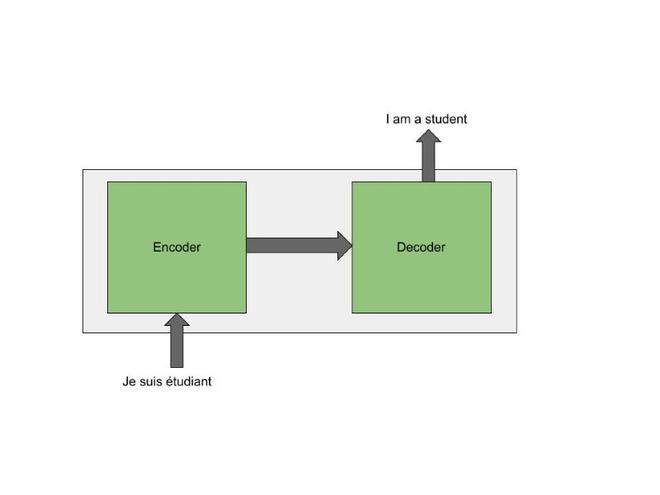 I am a student
Encoder
Decoder
Je suis étudiant